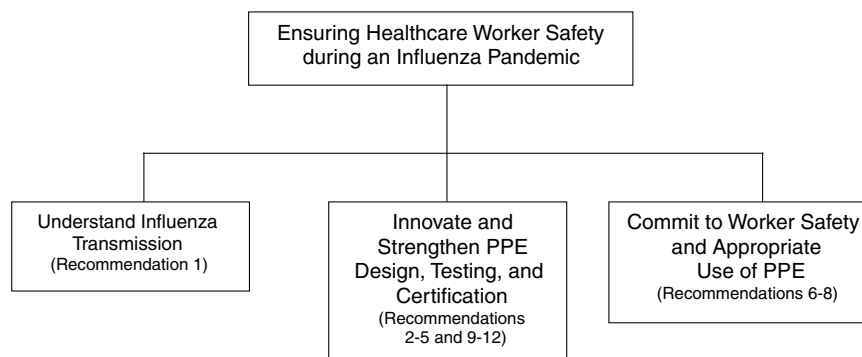 Ensuring Healthcare Worker Safety
during an Influenza Pandemic
Understand Influenza
Transmission
(Recommendation 1)
Innovate and
Strengthen PPE
Design, Testing, and
Certification
(Recommendations
2-5 and 9-12)
Commit to Worker Safety
and Appropriate
Use of PPE
(Recommendations 6-8)